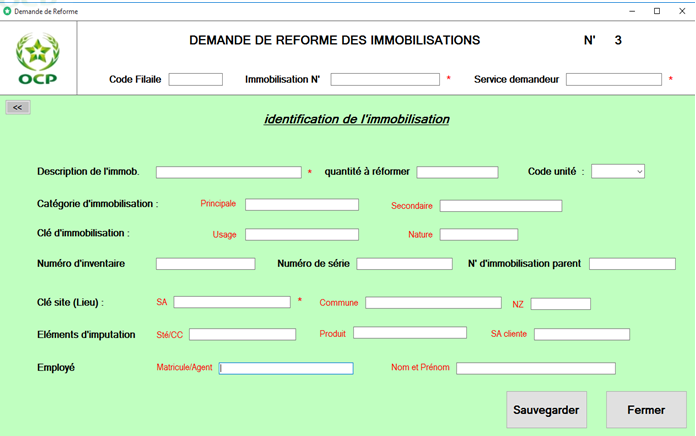 Demande de Reforme
DEMANDE DE REFORME DES IMMOBILISATIONS N' 3
OCP
Code Filaile Immobilisation N' * Service demandeur *
<<
identification de l'immobilisation
Description de l'immob. * quantité à réformer Code unité :
Catégorie d'immobilisation : Principale Secondaire
Clé d'immobilisation : Usage Nature
Numéro d'inventaire Numéro de série N' d'immobilisation parent
Clé site (Lieu) : SA * Commune NZ
Eléments d'imputation Sté/CC Produit SA cliente
Employé Matricule/Agent Nom et Prénom
Sauvegarder Fermer